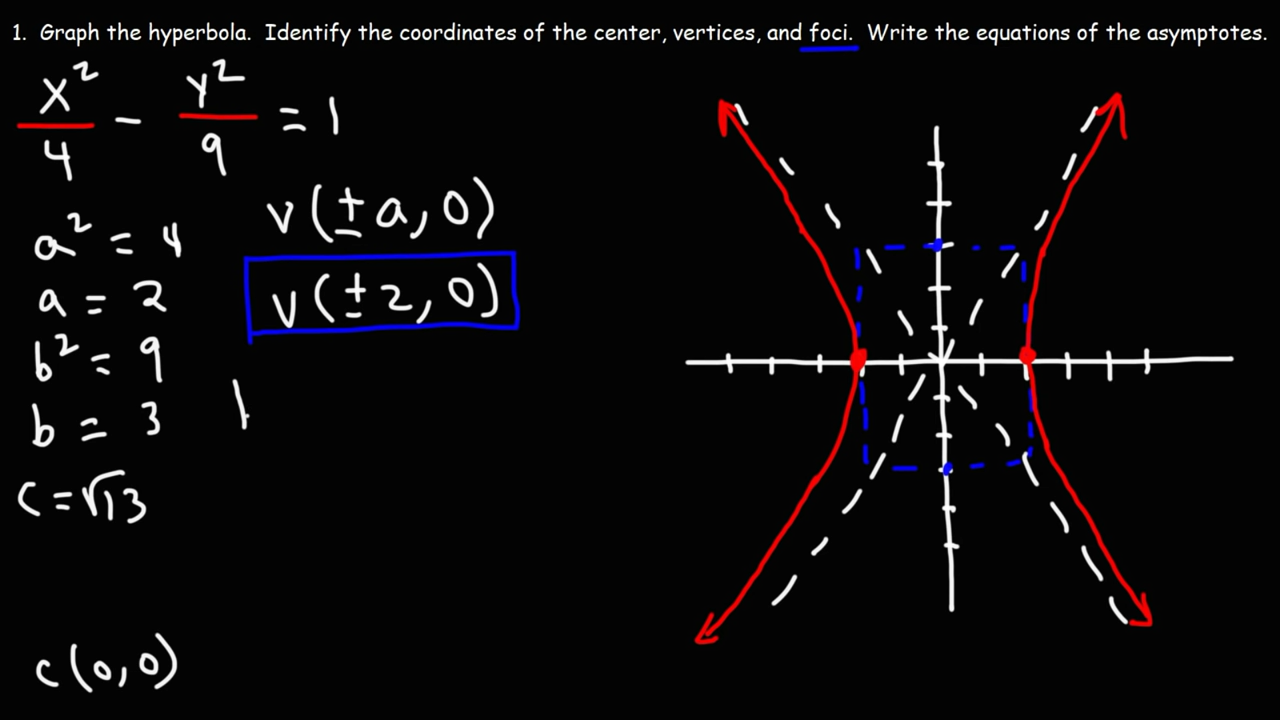 1. Graph the hyperbola. Identify the coordinates of the center, vertices, and foci. Write the equations of the asymptotes.
x²/4 - y²/9 = 1
a² = 4
a = 2
b² = 9
b = 3
c = √13
c(0,0)
v(±a,0)
v(±2,0)